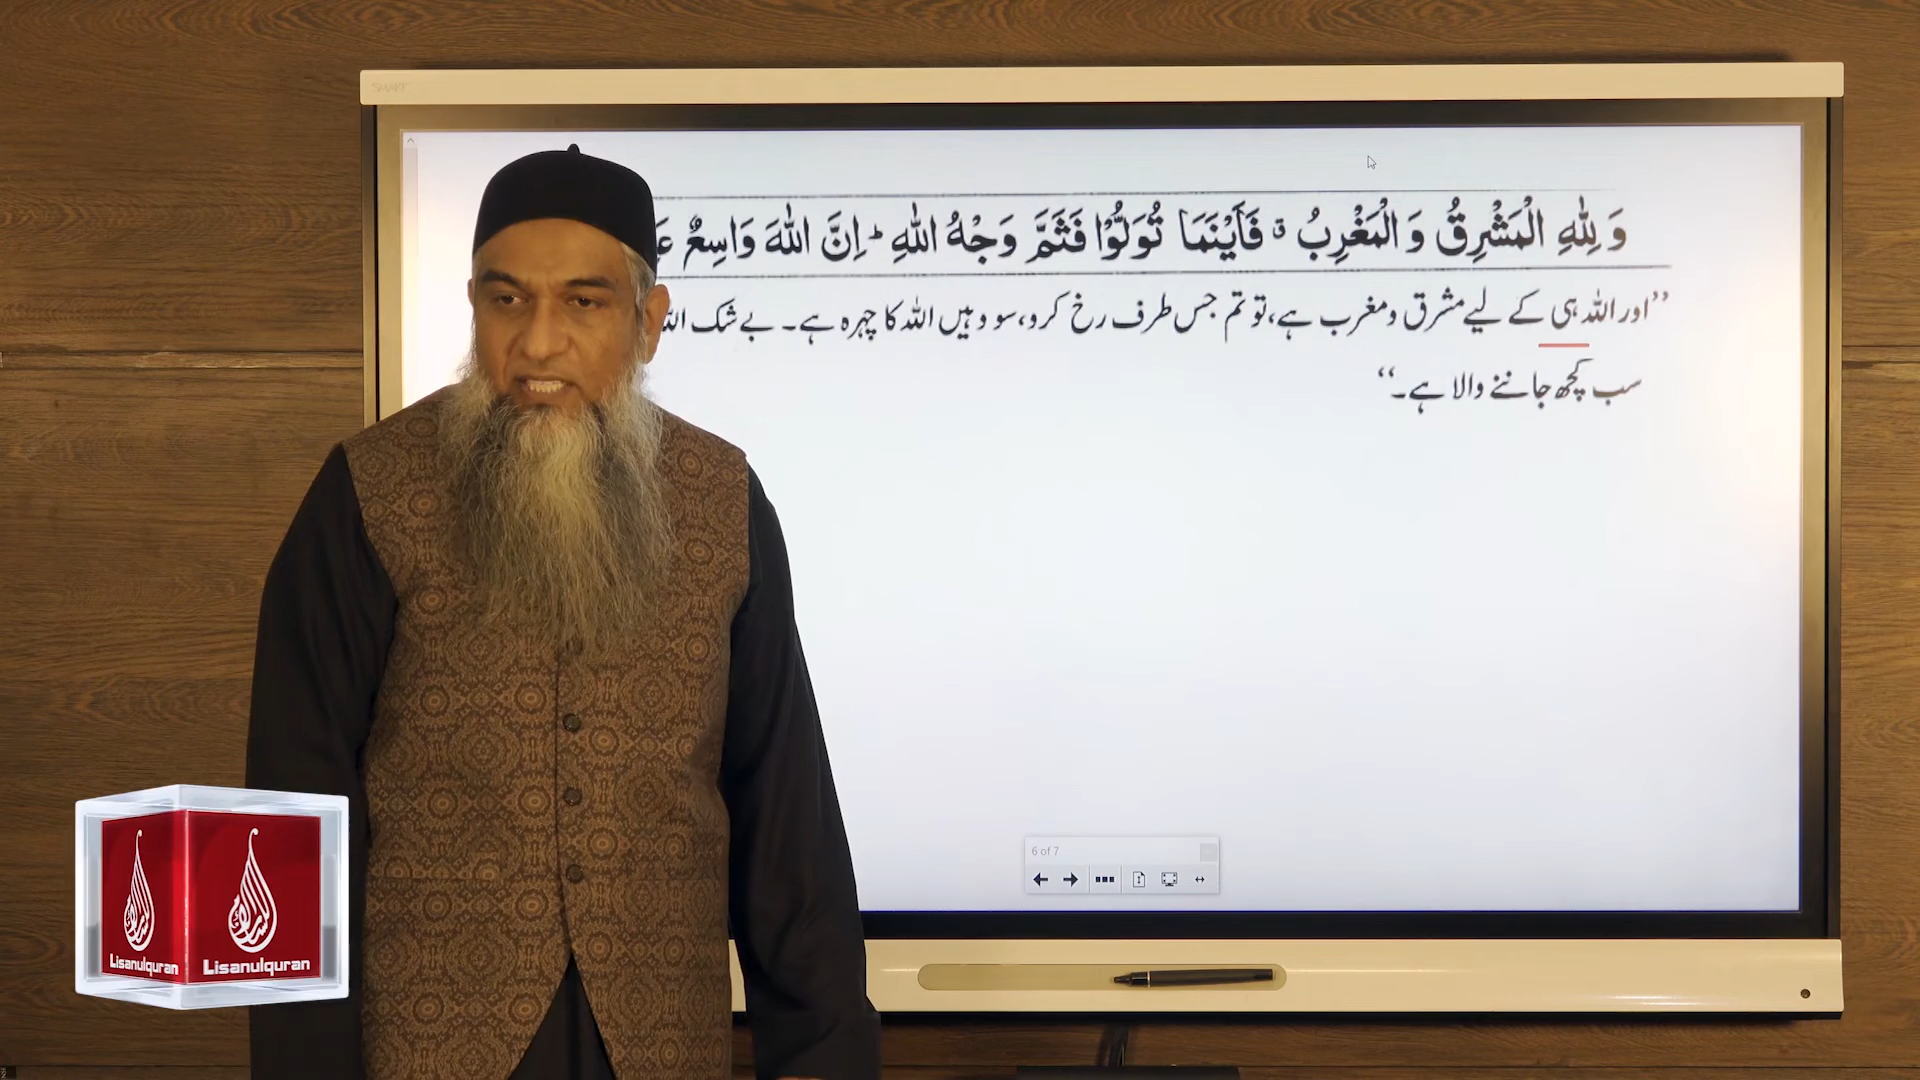 SMART
وَ لِلّٰهِ الْمَشْرِقُ وَ الْمَغْرِبُ ۗ فَاَيْنَمَا تُوَلُّوْا فَثَمَّ وَجْهُ اللّٰهِ ؕ اِنَّ اللّٰهَ وَاسِعٌ
’’اور اللہ ہی کے لیے مشرق و مغرب ہے، تو تم جس طرف رخ کرو، سو وہیں اللہ کا چہرہ ہے۔ بے شک
سب کچھ جاننے والا ہے۔‘‘
6 of 7
Lisanulquran
Lisanulquran